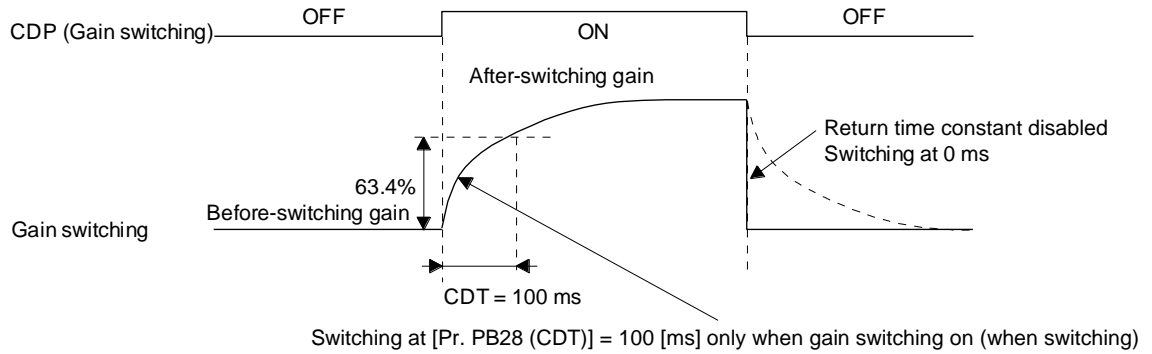 OFF
OFF
CDP (Gain switching)
ON
After-switching gain
Return time constant disabled
Switching at 0 ms
63.4%
Before-switching gain
Gain switching
CDT = 100 ms
Switching at [Pr. PB28 (CDT)] = 100 [ms] only when gain switching on (when switching)